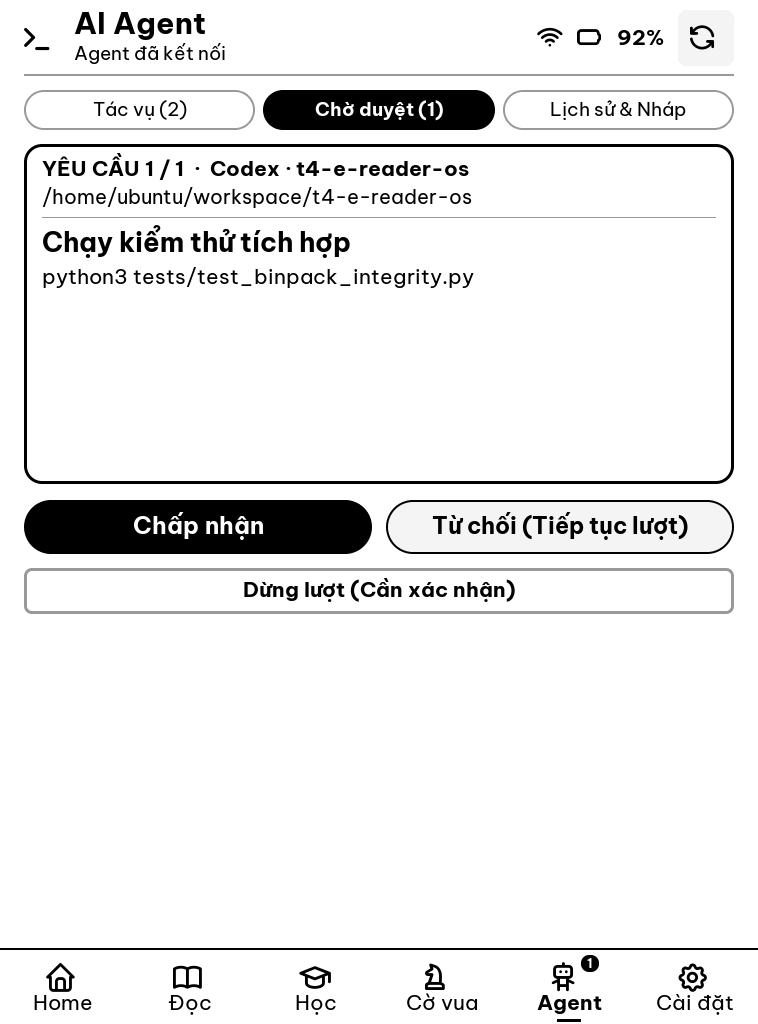 AI Agent
Agent đã kết nối
92%
Tác vụ (2)
Chờ duyệt (1)
Lịch sử & Nháp
YÊU CẦU 1 / 1 · Codex · t4-e-reader-os
/home/ubuntu/workspace/t4-e-reader-os
Chạy kiểm thử tích hợp
python3 tests/test_binpack_integrity.py
Chấp nhận
Từ chối (Tiếp tục lượt)
Dừng lượt (Cần xác nhận)
1
Home
Đọc
Học
Cờ vua
Agent
Cài đặt